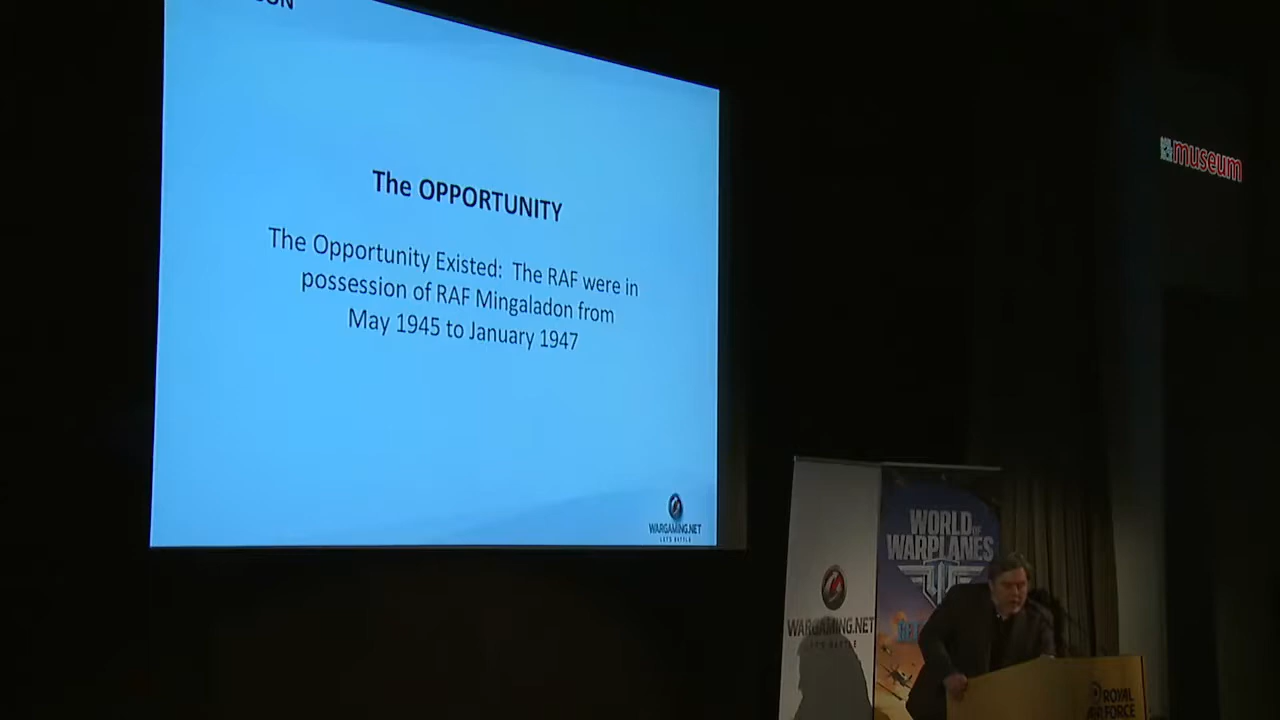 The OPPORTUNITY
The Opportunity Existed: The RAF were in
possession of RAF Mingaladon from
May 1945 to January 1947
WARGAMING.NET
LET'S BATTLE
museum
WORLD OF
WARPLANES
WARGAMING.NET
LET'S BATTLE
ROYAL
AIR FORCE